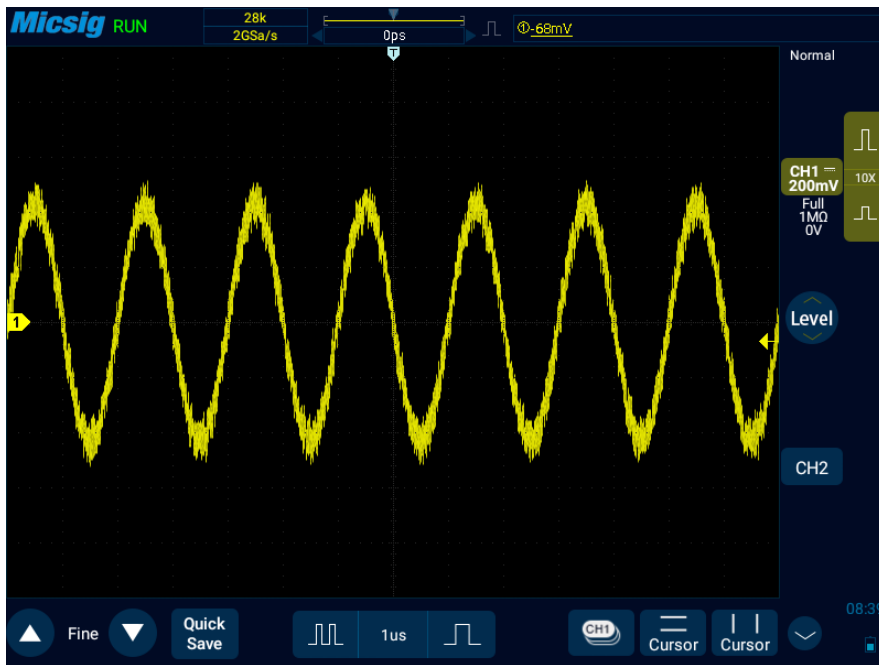 Micsig RUN
28k
2GSa/s
0ps
①-68mV
T
Normal
CH1
200mV
10X
Full
1MΩ
0V
1
Level
CH2
08:39
Fine
Quick
Save
1us
CH1
Cursor
Cursor